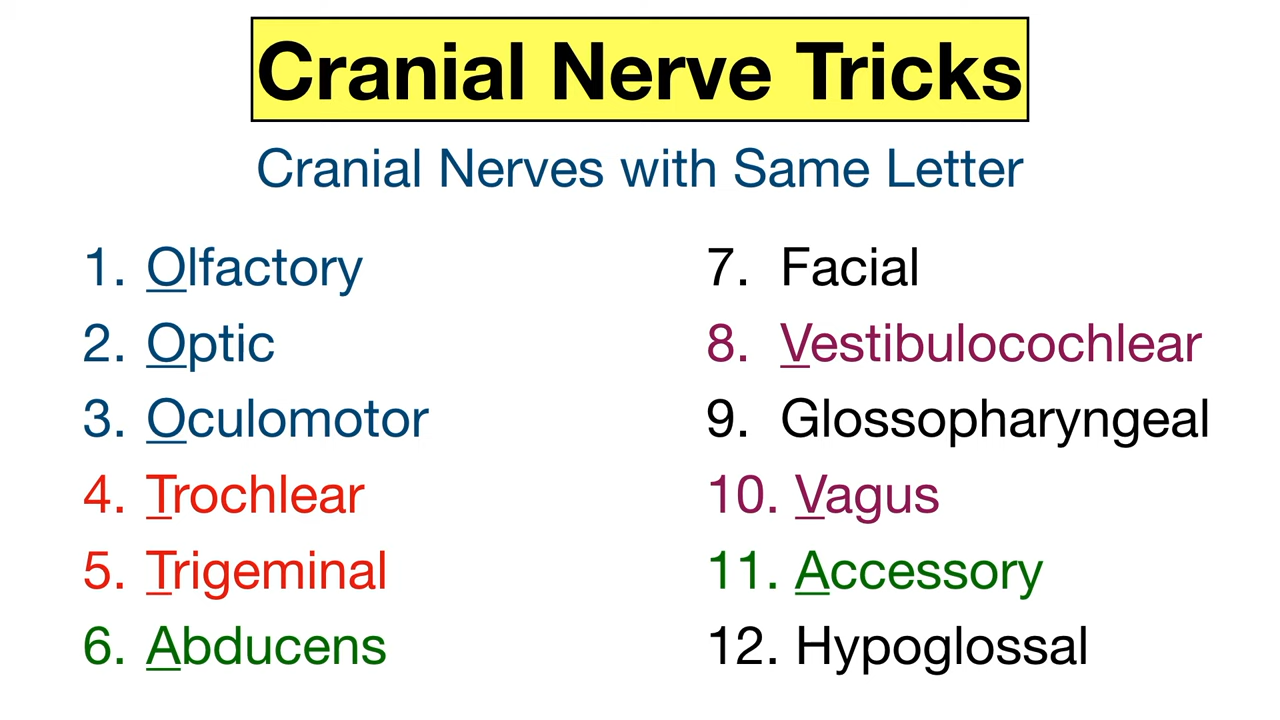 Cranial Nerve Tricks
Cranial Nerves with Same Letter
1. Olfactory
2. Optic
3. Oculomotor
4. Trochlear
5. Trigeminal
6. Abducens
7. Facial
8. Vestibulocochlear
9. Glossopharyngeal
10. Vagus
11. Accessory
12. Hypoglossal